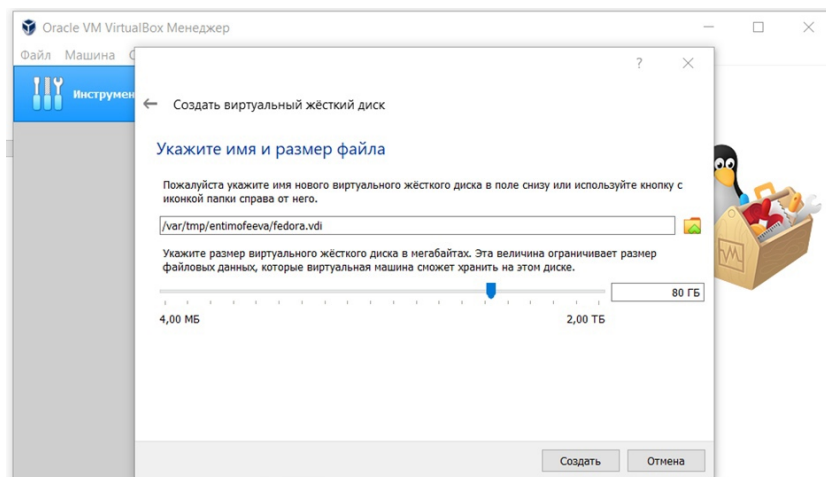 Oracle VM VirtualBox Менеджер
Файл Машина
Инструмен
?
Создать виртуальный жёсткий диск
Укажите имя и размер файла
Пожалуйста укажите имя нового виртуального жёсткого диска в поле снизу или используйте кнопку с
иконкой папки справа от него.
/var/tmp/entimofeeva/fedora.vdi
Укажите размер виртуального жёсткого диска в мегабайтах. Эта величина ограничивает размер
файловых данных, которые виртуальная машина сможет хранить на этом диске.
80 ГБ
4,00 МБ 2,00 ТБ
Создать Отмена